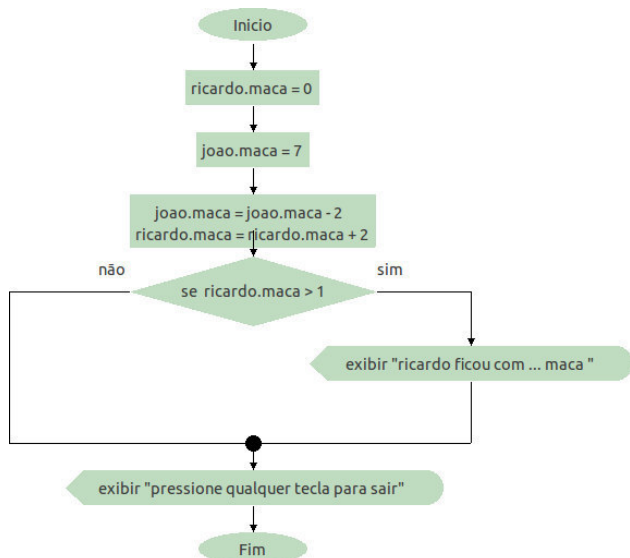 Inicio
ricardo.maca = 0
joao.maca = 7
joao.maca = joao.maca - 2
ricardo.maca = ricardo.maca + 2
não
sim
se ricardo.maca > 1
exibir "ricardo ficou com ... maca "
exibir "pressione qualquer tecla para sair"
Fim